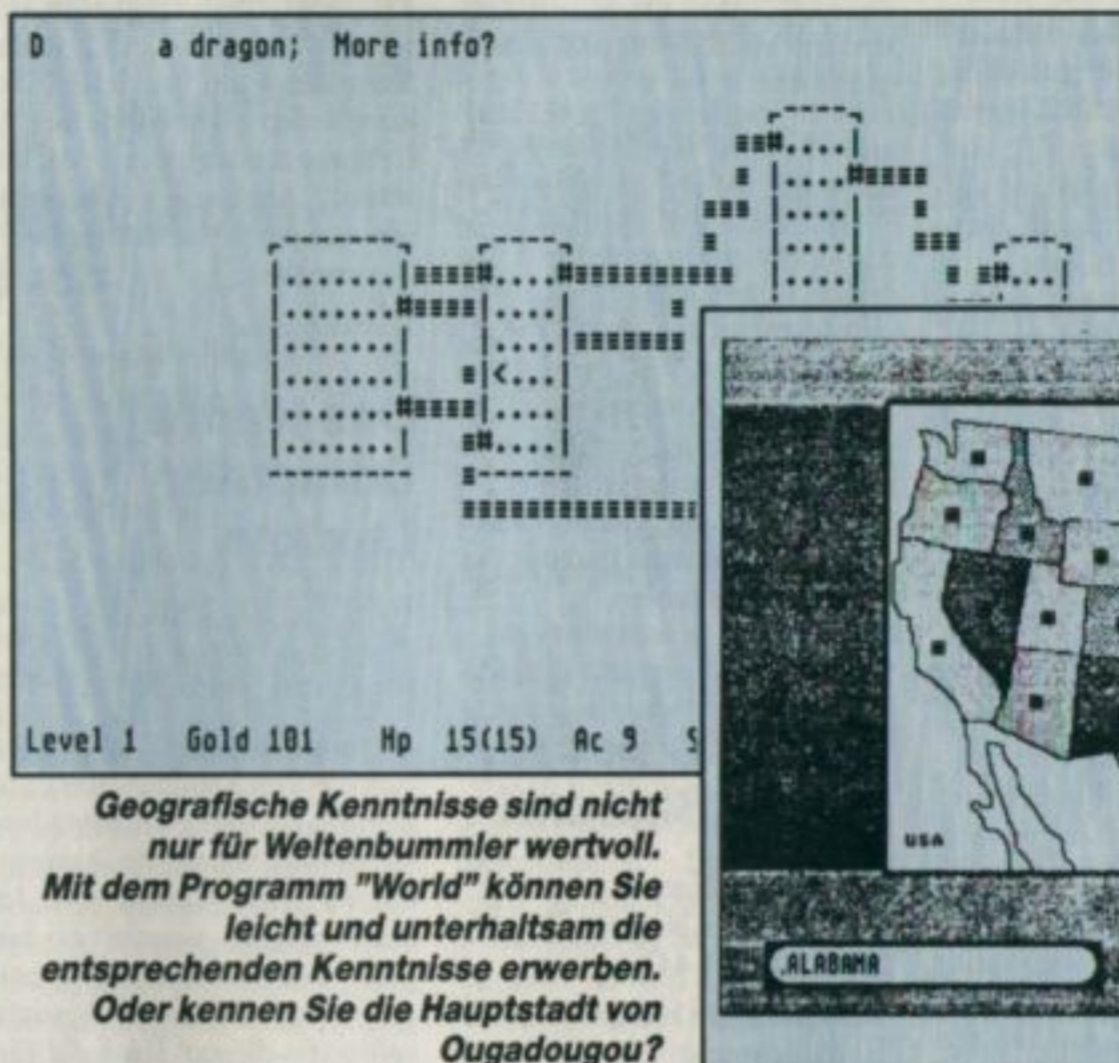 D a dragon; More info?
Level 1 Gold 101 Hp 15(15) Ac 9 S
Geografische Kenntnisse sind nicht
nur für Weltenbummler wertvoll.
Mit dem Programm "World" können Sie
leicht und unterhaltsam die
entsprechenden Kenntnisse erwerben.
Oder kennen Sie die Hauptstadt von
Ougadougou?
USA
.ALABAMA